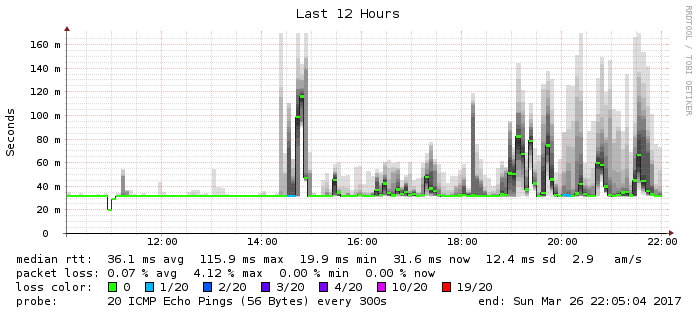 Last 12 Hours
RRDTOOL / TOBI OETIKER
Seconds
160 m
140 m
120 m
100 m
80 m
60 m
40 m
20 m
0
12:00 14:00 16:00 18:00 20:00 22:00
median rtt: 36.1 ms avg 115.9 ms max 19.9 ms min 31.6 ms now 12.4 ms sd 2.9 am/s
packet loss: 0.07 % avg 4.12 % max 0.00 % min 0.00 % now
loss color: 0 1/20 2/20 3/20 4/20 10/20 19/20
probe: 20 ICMP Echo Pings (56 Bytes) every 300s end: Sun Mar 26 22:05:04 2017